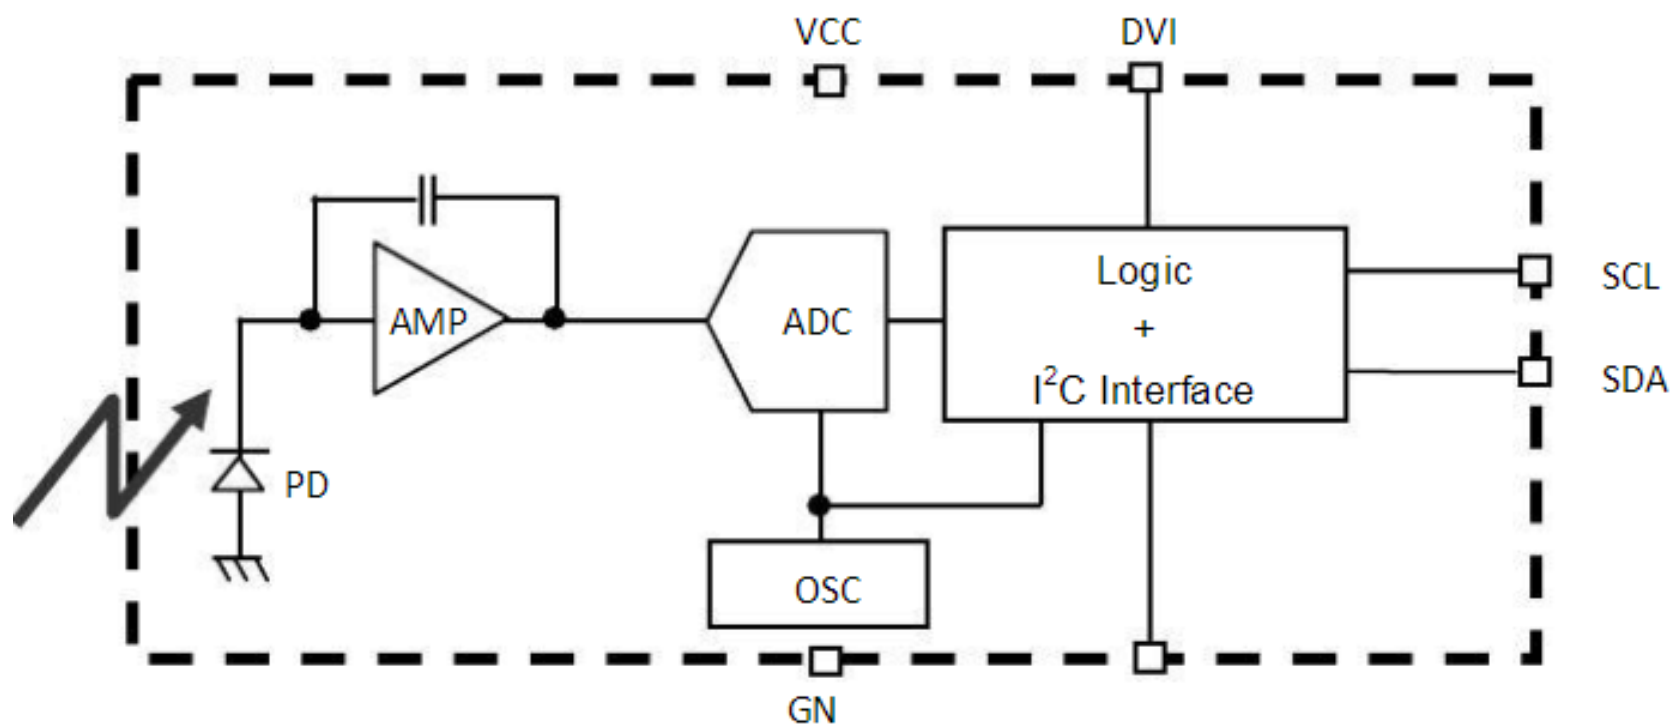 VCC
DVI
Logic
+
I²C Interface
AMP
ADC
SCL
SDA
PD
OSC
GN